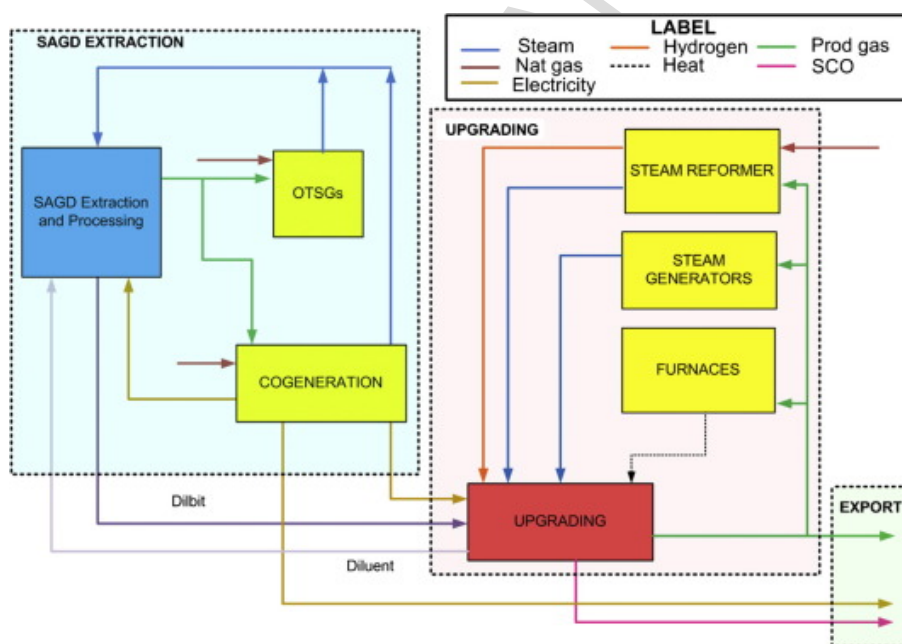 SAGD EXTRACTION
LABEL
Steam
Hydrogen
Prod gas
Nat gas
Heat
SCO
Electricity
UPGRADING
SAGD Extraction
and Processing
OTSGs
STEAM REFORMER
STEAM
GENERATORS
COGENERATION
FURNACES
Dilbit
UPGRADING
EXPORT
Diluent